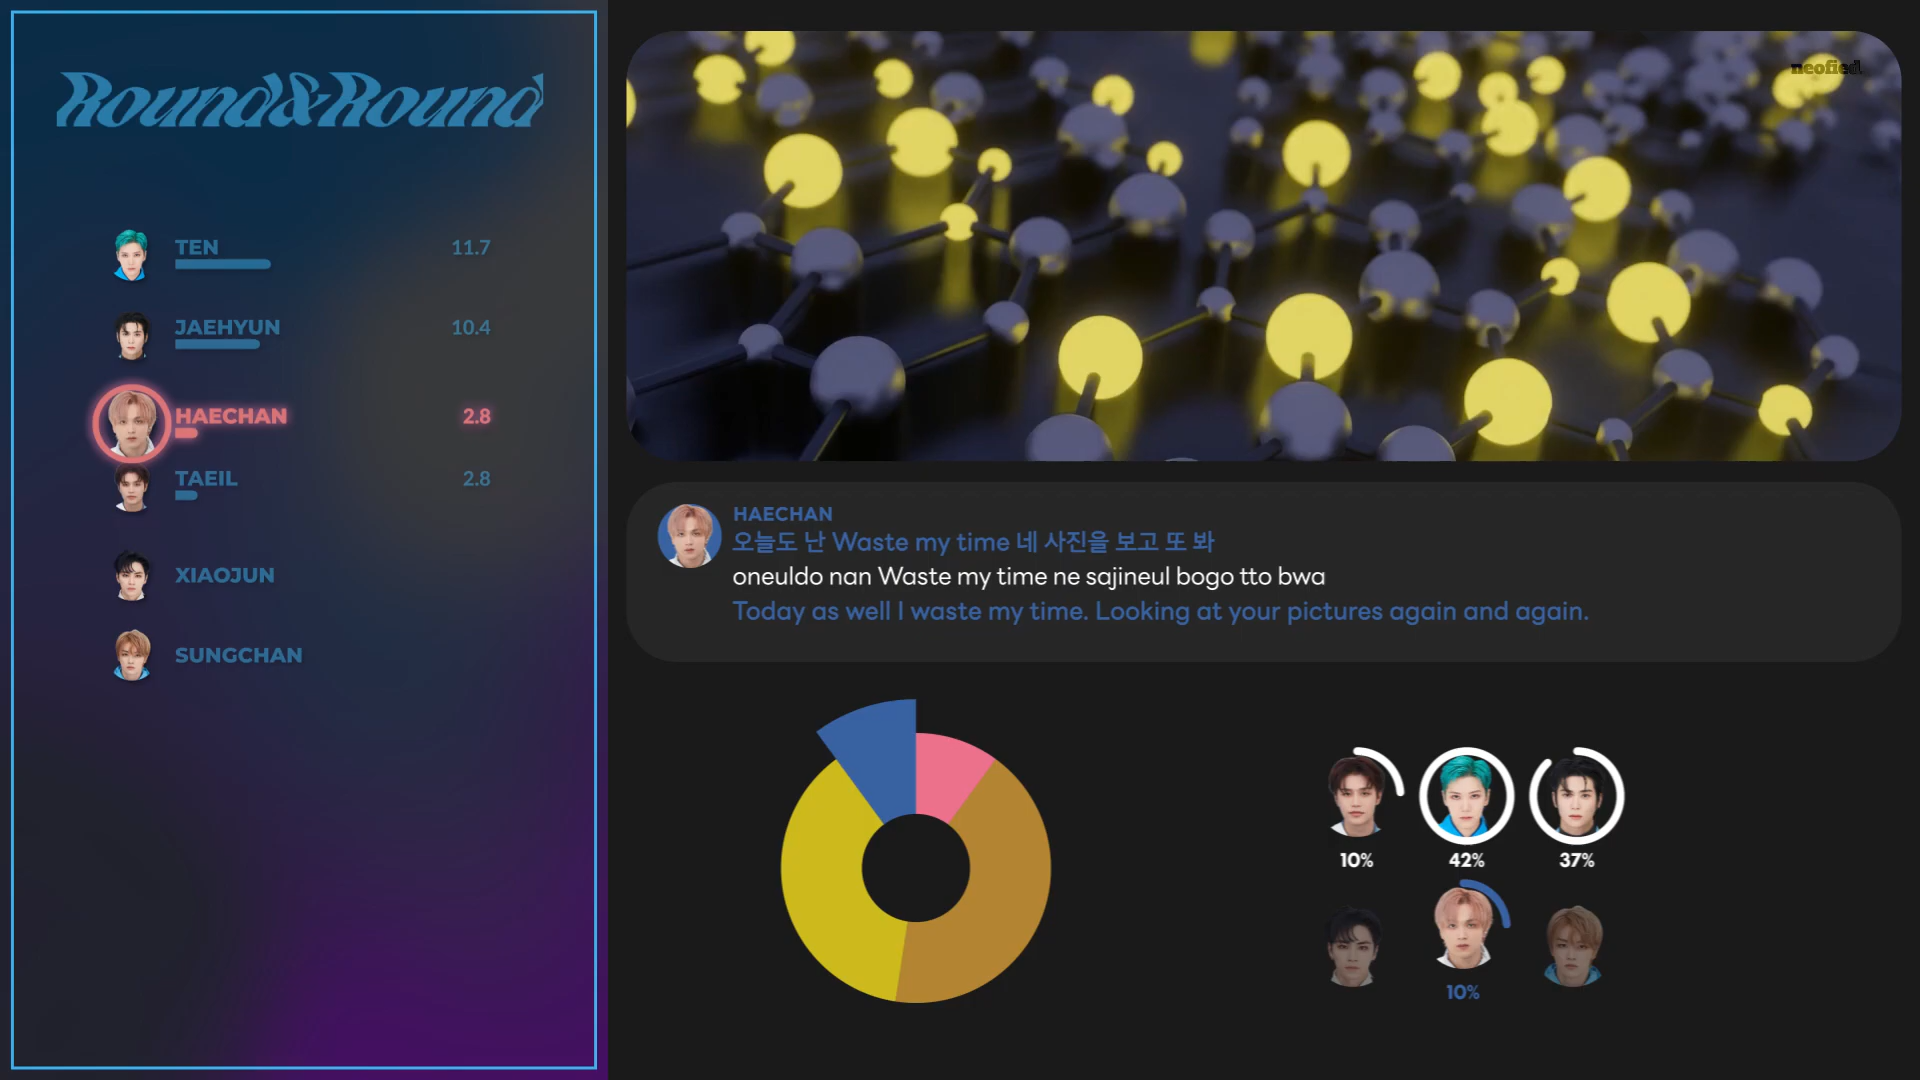 Round&Round
TEN 11.7
JAEHYUN 10.4
HAECHAN 2.8
TAEIL 2.8
XIAOJUN
SUNGCHAN
neofied
HAECHAN
오늘도 난 Waste my time 네 사진을 보고 또 봐
oneuldo nan Waste my time ne sajineul bogo tto bwa
Today as well I waste my time. Looking at your pictures again and again.
10% 42% 37%
10%